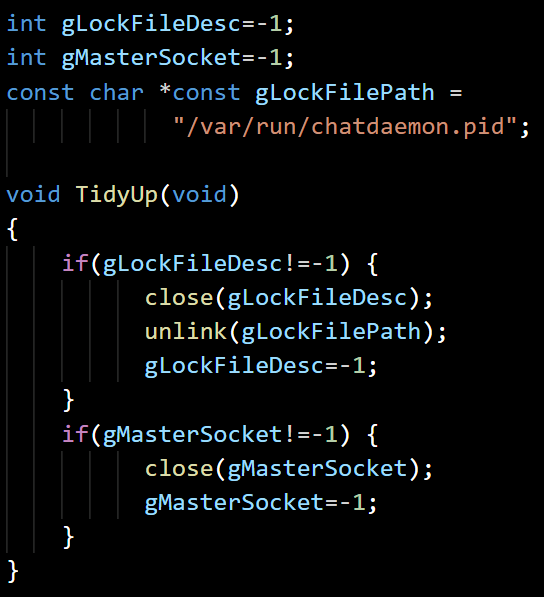 int gLockFileDesc=-1;
int gMasterSocket=-1;
const char *const gLockFilePath =
"/var/run/chatdaemon.pid";
void TidyUp(void)
{
if(gLockFileDesc!=-1) {
close(gLockFileDesc);
unlink(gLockFilePath);
gLockFileDesc=-1;
}
if(gMasterSocket!=-1) {
close(gMasterSocket);
gMasterSocket=-1;
}
}